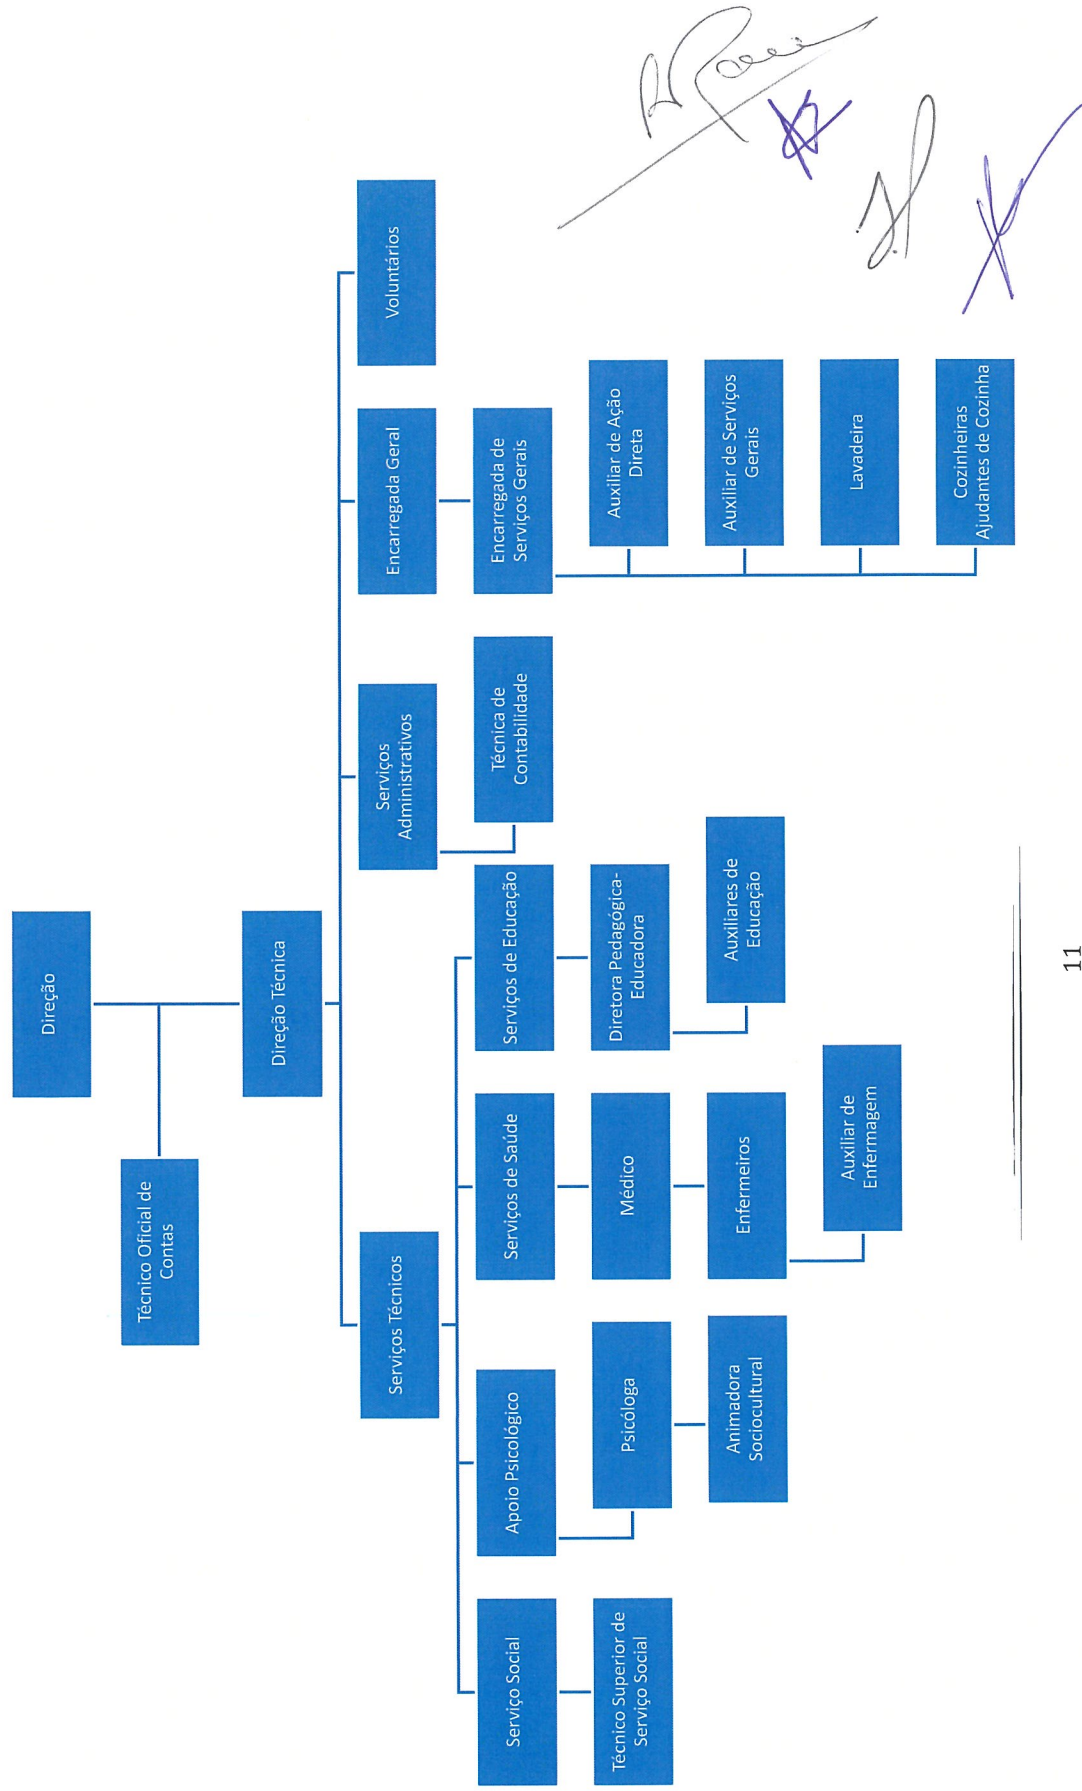 Direção
Técnico Oficial de
Contas
Direção Técnica
Serviços Técnicos
Serviços
Administrativos
Encarregada Geral
Voluntários
Serviço Social
Apoio Psicológico
Serviços de Saúde
Serviços de Educação
Técnica de
Contabilidade
Encarregada de
Serviços Gerais
Técnico Superior de
Serviço Social
Psicóloga
Médico
Diretora Pedagógica-
Educadora
Auxiliar de Ação
Direta
Animadora
Sociocultural
Enfermeiros
Auxiliares de
Educação
Auxiliar de Serviços
Gerais
Auxiliar de
Enfermagem
Lavadeira
Cozinheiras
Ajudantes de Cozinha
11